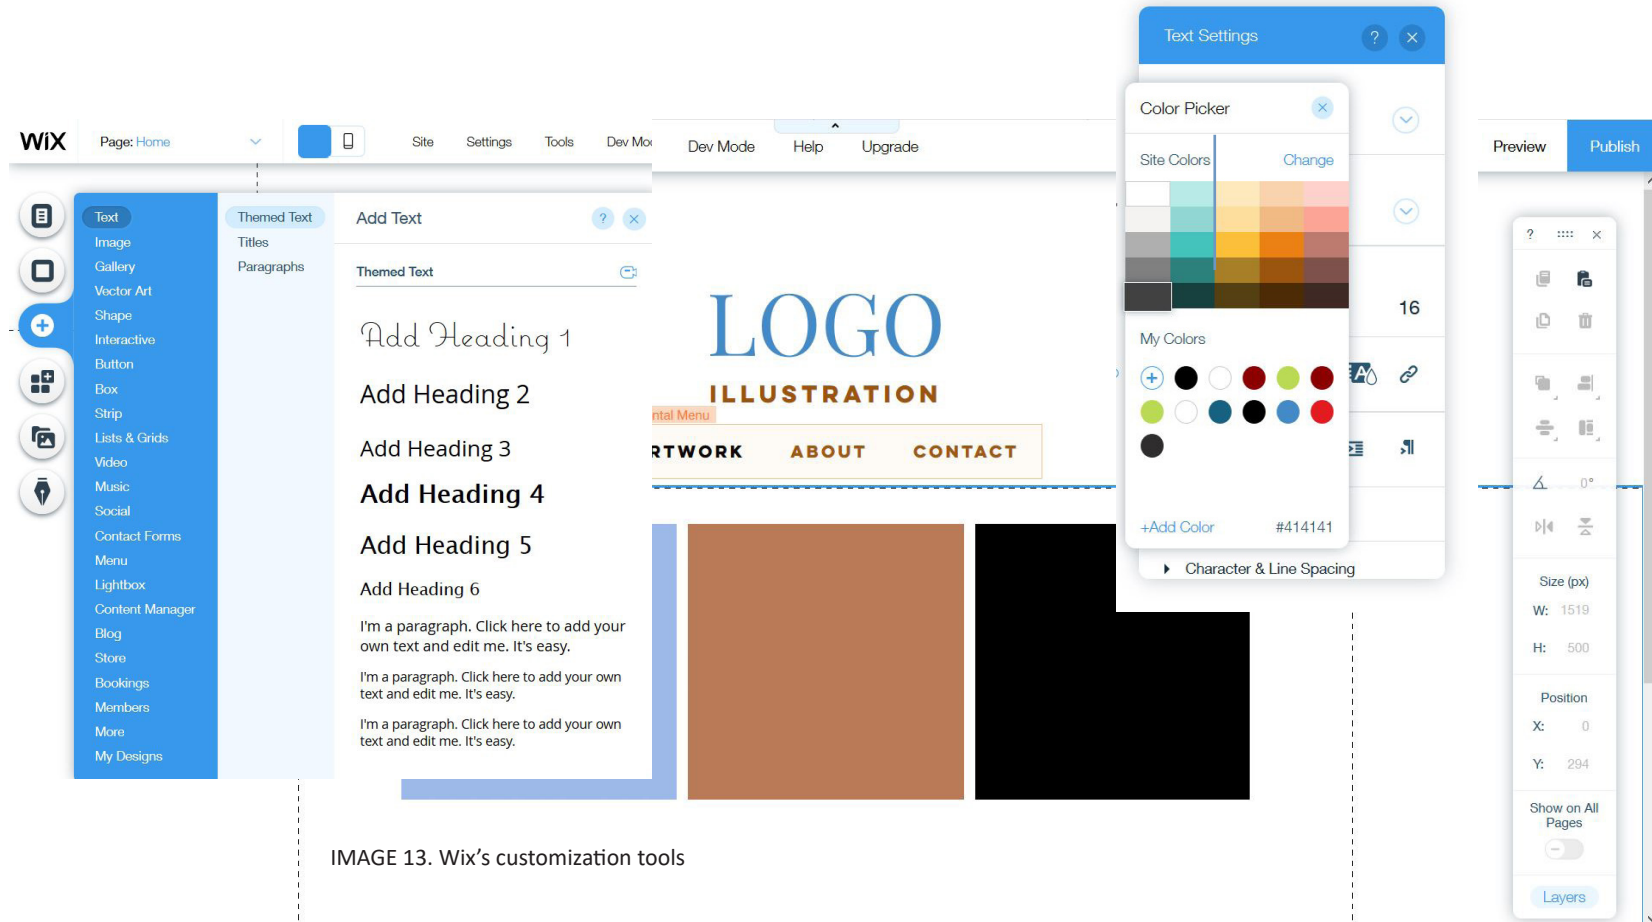 WiX
Page: Home
Site
Settings
Tools
Dev Mo
Text
Image
Gallery
Vector Art
Shape
Interactive
Button
Box
Strip
Lists & Grids
Video
Music
Social
Contact Forms
Menu
Lightbox
Content Manager
Blog
Store
Bookings
Members
More
My Designs
Themed Text
Titles
Paragraphs
Add Text
?
Themed Text
Add Heading 1
Add Heading 2
Add Heading 3
Add Heading 4
Add Heading 5
Add Heading 6
I'm a paragraph. Click here to add your
own text and edit me. It's easy.
I'm a paragraph. Click here to add your own
text and edit me. It's easy.
I'm a paragraph. Click here to add your own
text and edit me. It's easy.
Dev Mode
Help
Upgrade
LOGO
ILLUSTRATION
ntal Menu
RTWORK
ABOUT
CONTACT
Text Settings
?
Color Picker
Site Colors
Change
My Colors
+Add Color
#414141
16
A
Character & Line Spacing
Preview
Publish
?
0°
Size (px)
W: 1519
H: 500
Position
X: 0
Y: 294
Show on All
Pages
Layers
IMAGE 13. Wix’s customization tools